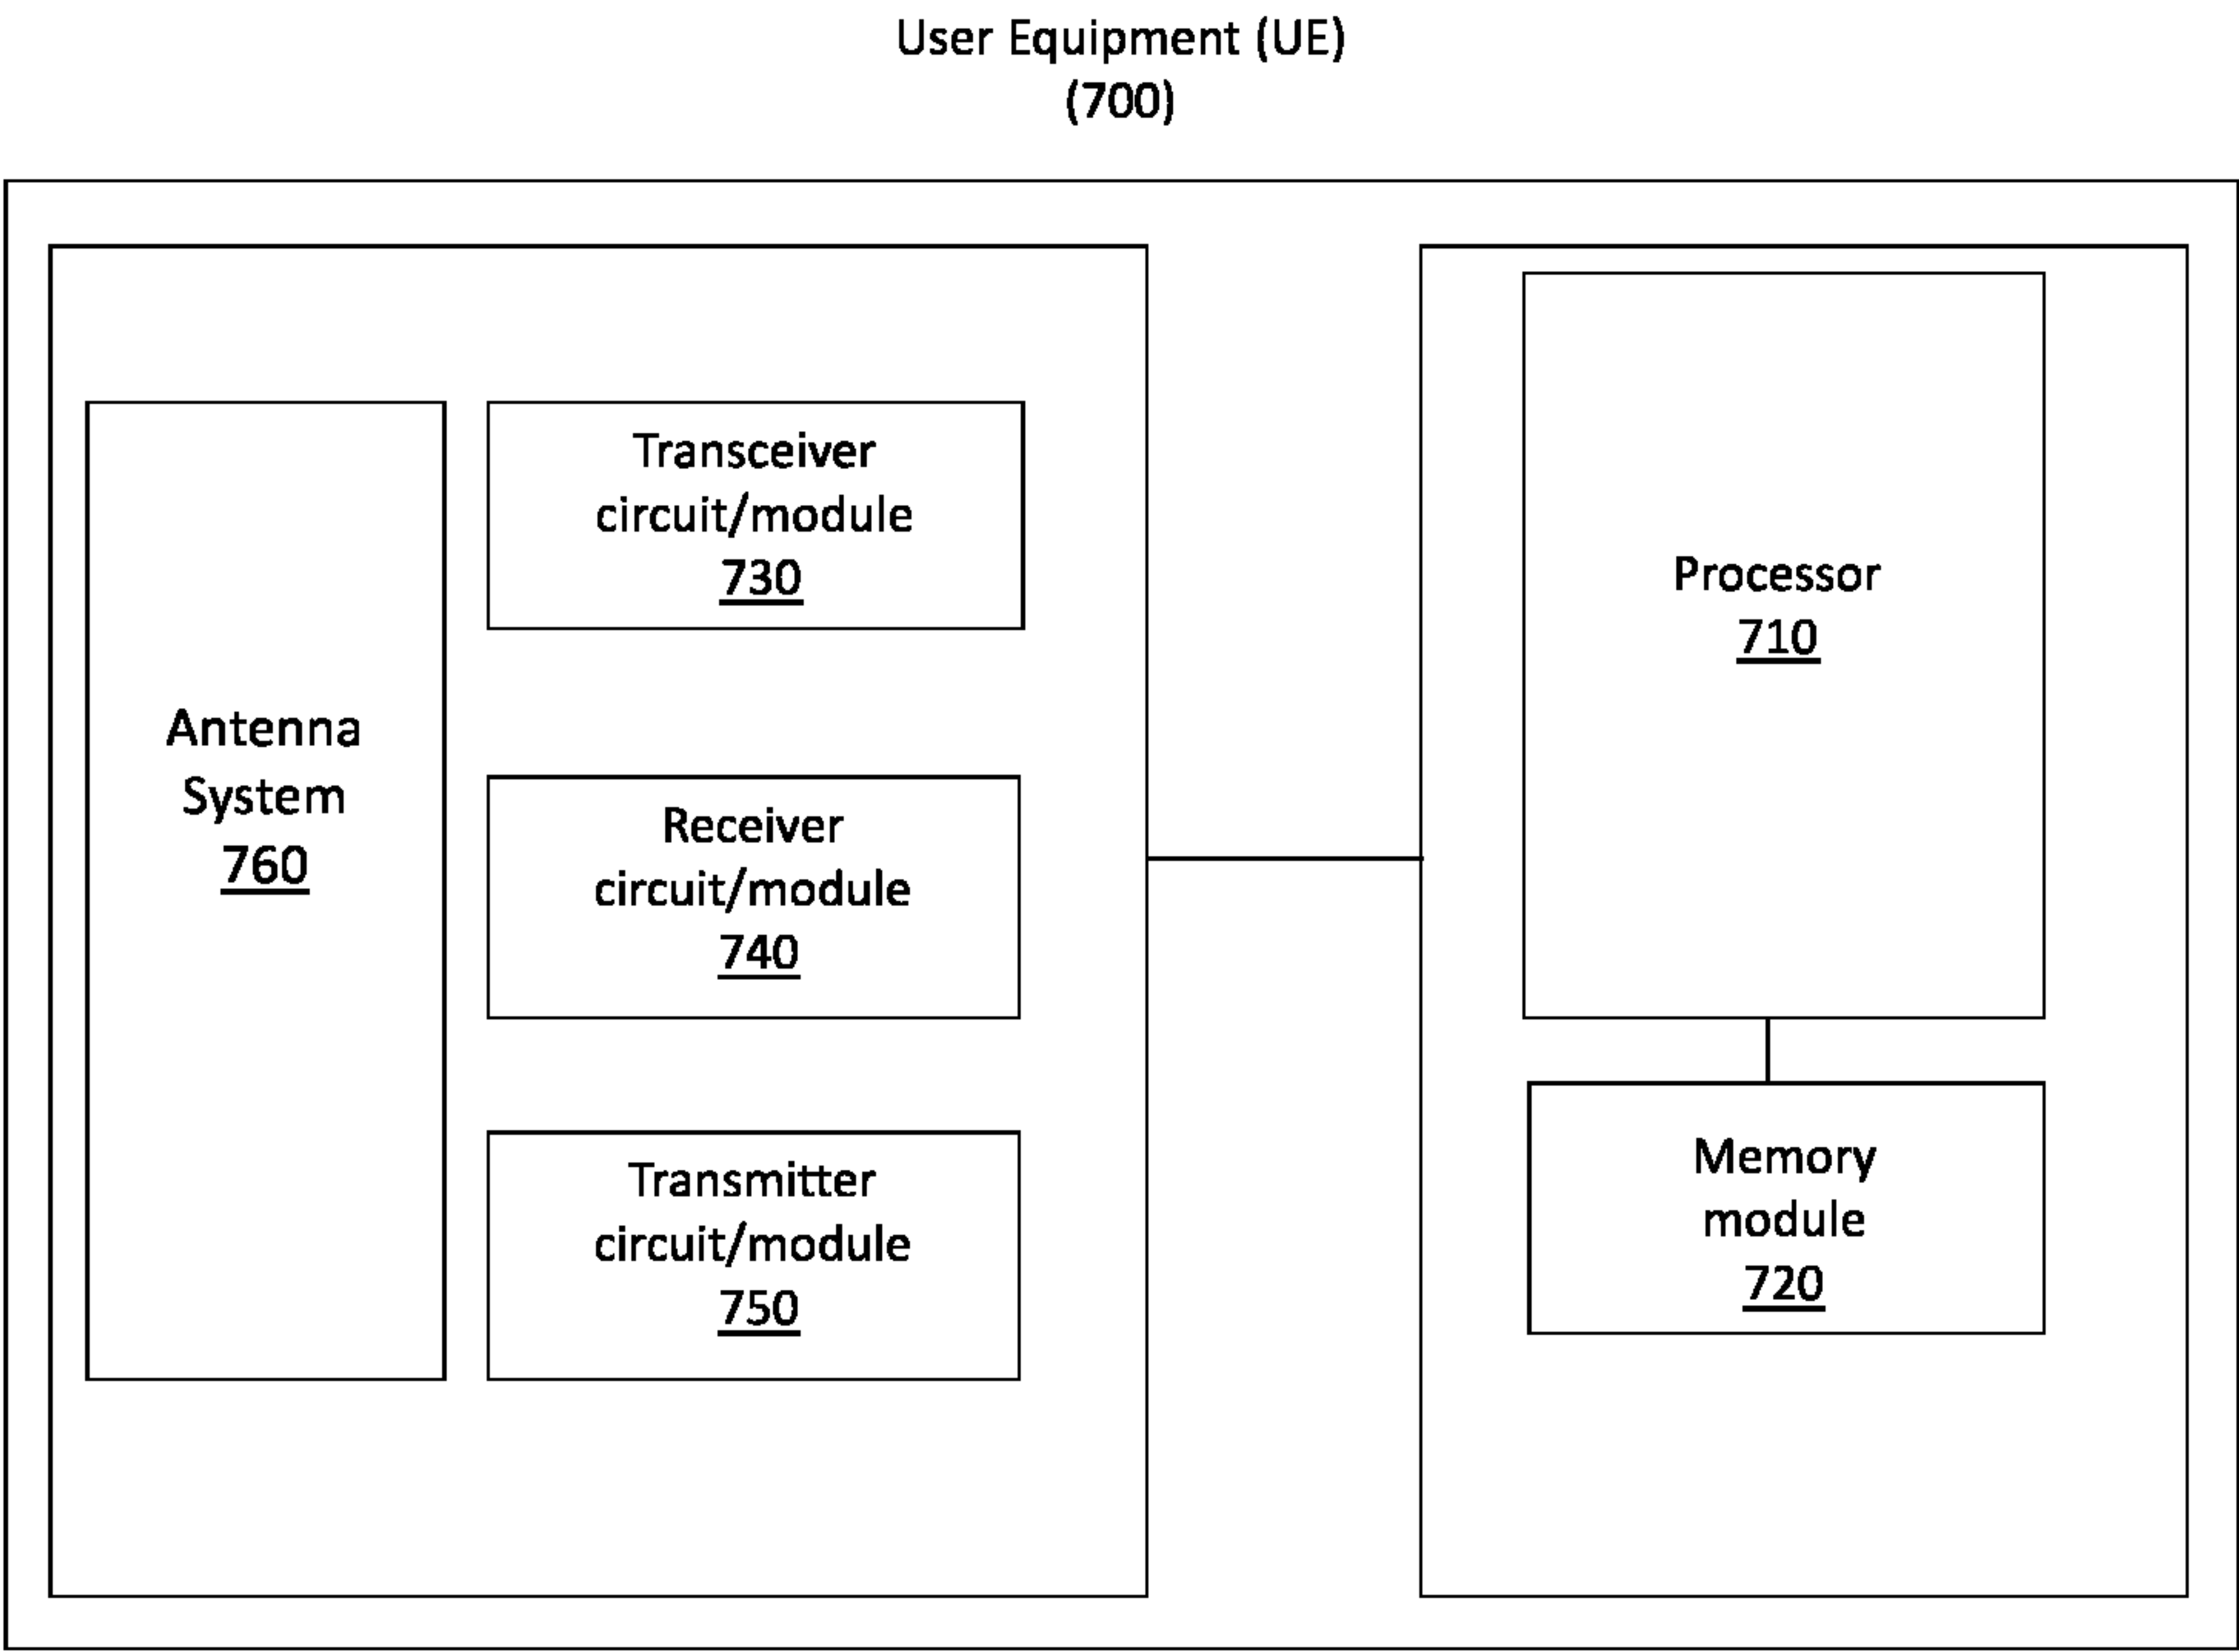 User Equipment (UE)
(700)
Antenna
System
760
Transceiver
circuit/module
730
Receiver
circuit/module
740
Transmitter
circuit/module
750
Processor
710
Memory
module
720